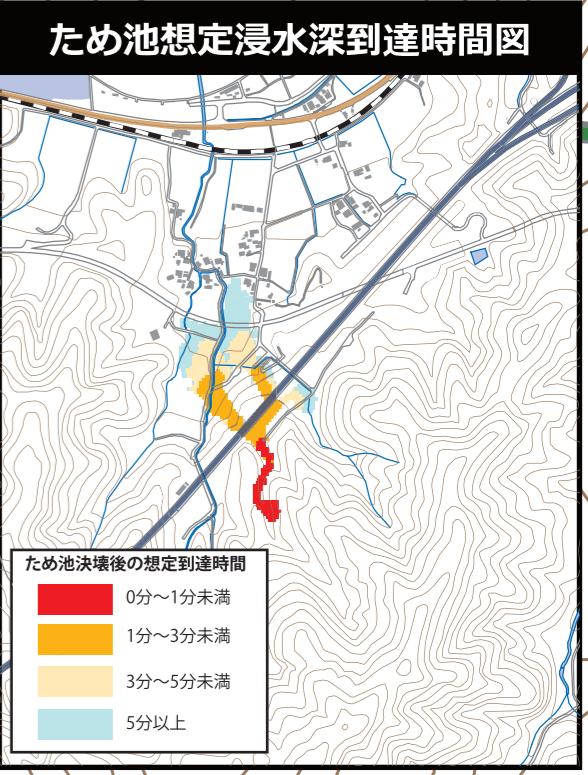 ため池想定浸水深到達時間図
ため池決壊後の想定到達時間
0分～1分未満
1分～3分未満
3分～5分未満
5分以上